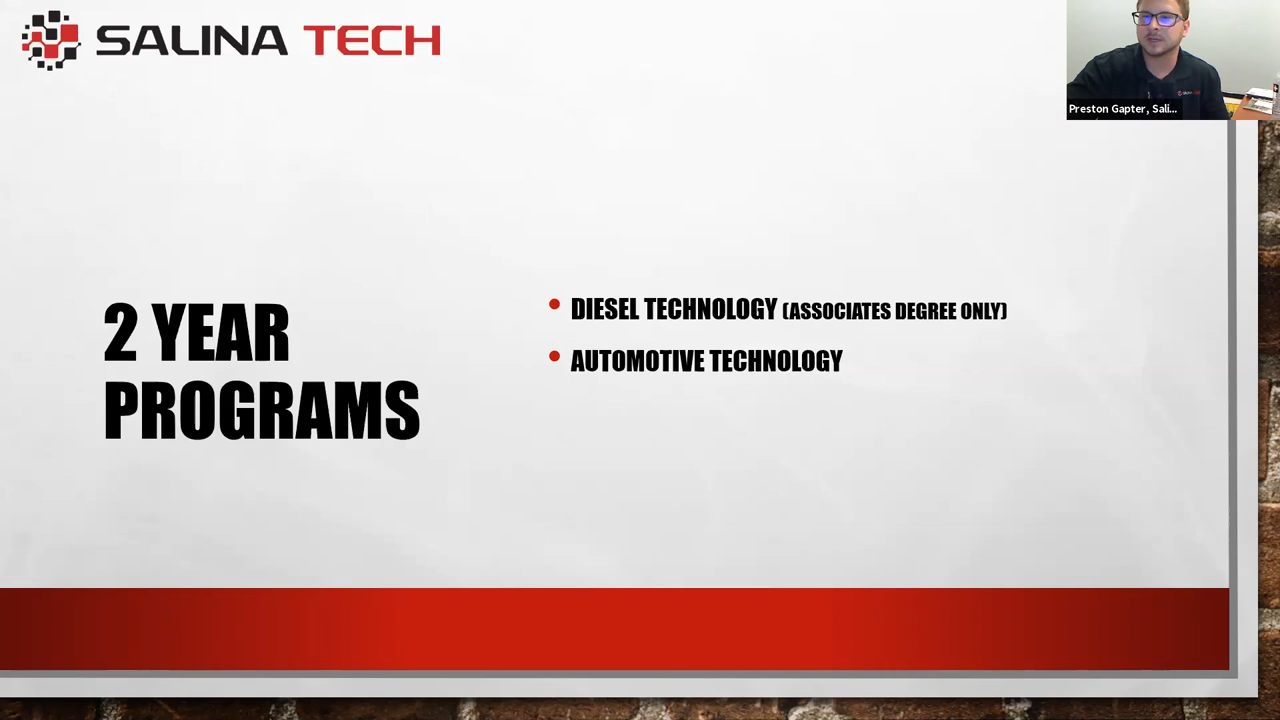 SALINA TECH
Preston Gapter, Sali...
2 YEAR
PROGRAMS
• DIESEL TECHNOLOGY (ASSOCIATES DEGREE ONLY)
• AUTOMOTIVE TECHNOLOGY